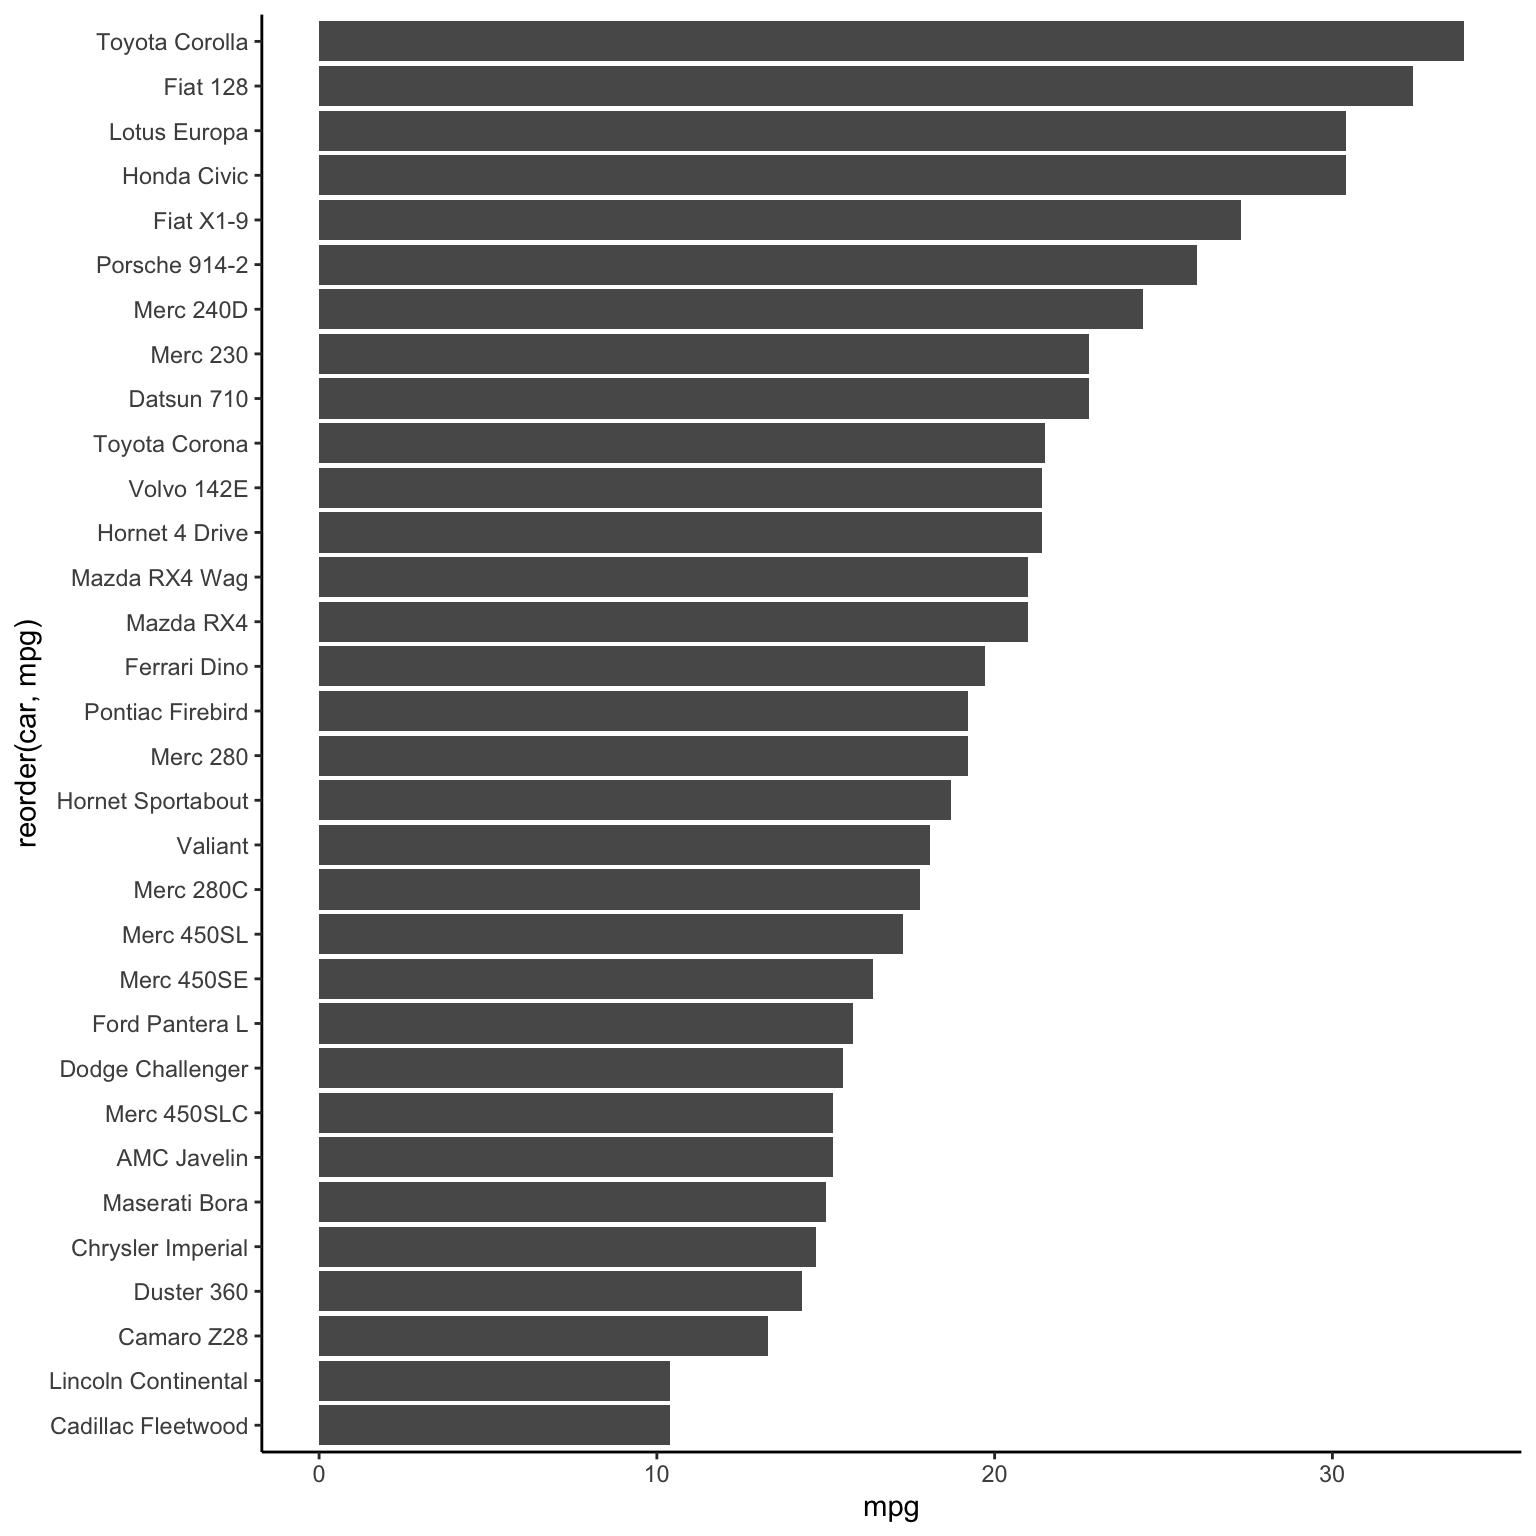 Toyota Corolla
Fiat 128
Lotus Europa
Honda Civic
Fiat X1-9
Porsche 914-2
Merc 240D
Merc 230
Datsun 710
Toyota Corona
Volvo 142E
Hornet 4 Drive
Mazda RX4 Wag
Mazda RX4
Ferrari Dino
Pontiac Firebird
Merc 280
Hornet Sportabout
Valiant
Merc 280C
Merc 450SL
Merc 450SE
Ford Pantera L
Dodge Challenger
Merc 450SLC
AMC Javelin
Maserati Bora
Chrysler Imperial
Duster 360
Camaro Z28
Lincoln Continental
Cadillac Fleetwood
reorder(car, mpg)
0 10 20 30
mpg